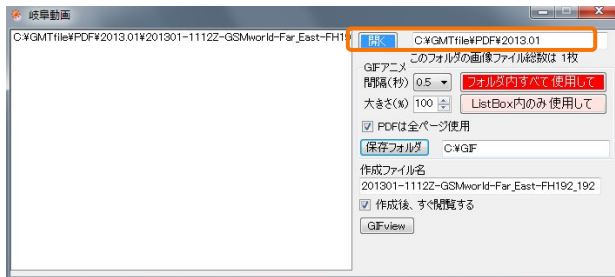 岐阜動画
C:¥GMTfile¥PDF¥2013.01¥201301-1112Z-GSMworld-Far_East-FH19
開く C:¥GMTfile¥PDF¥2013.01
このフォルダの画像ファイル総数は 1枚
GIFアニメ
間隔(秒) 0.5 フォルダ内すべて使用して
大きさ(%) 100 ListBox内のみ使用して
PDFは全ページ使用
保存フォルダ C:¥GIF
作成ファイル名
201301-1112Z-GSMworld-Far_East-FH192_192
作成後、すぐ閲覧する
GIFview